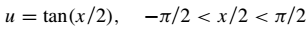 u = tan(x/2), −π/2 < x/2 < π/2